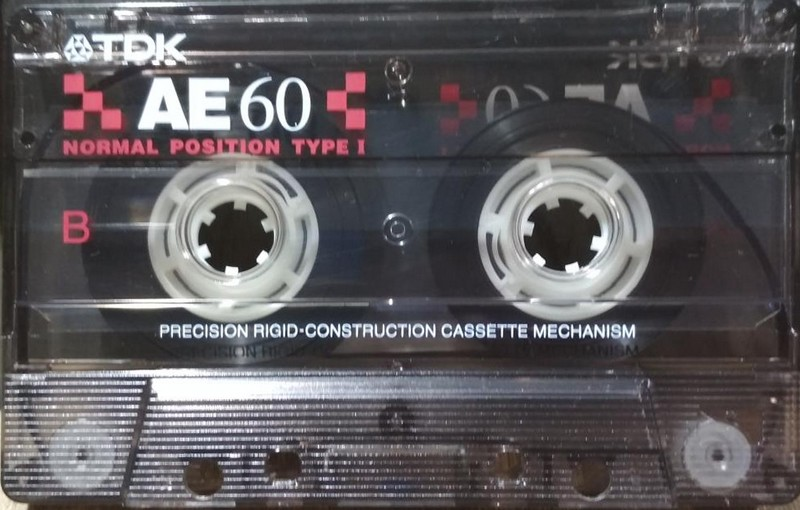 TDK
AE 60
NORMAL POSITION TYPE I
B
PRECISION RIGID-CONSTRUCTION CASSETTE MECHANISM